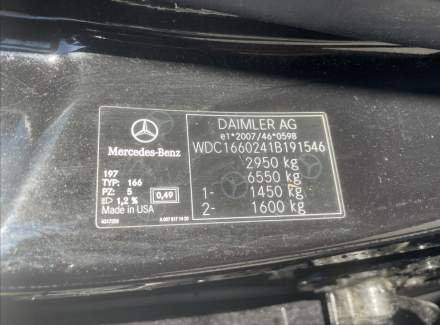 DAIMLER AG
e1*2007/46*0598
WDC1660241B191546
2950 kg
6550 kg
1- 1450 kg
2- 1600 kg
Mercedes-Benz
197
TYP: 166
PZ: 5 0,49
1,2 %
Made in USA